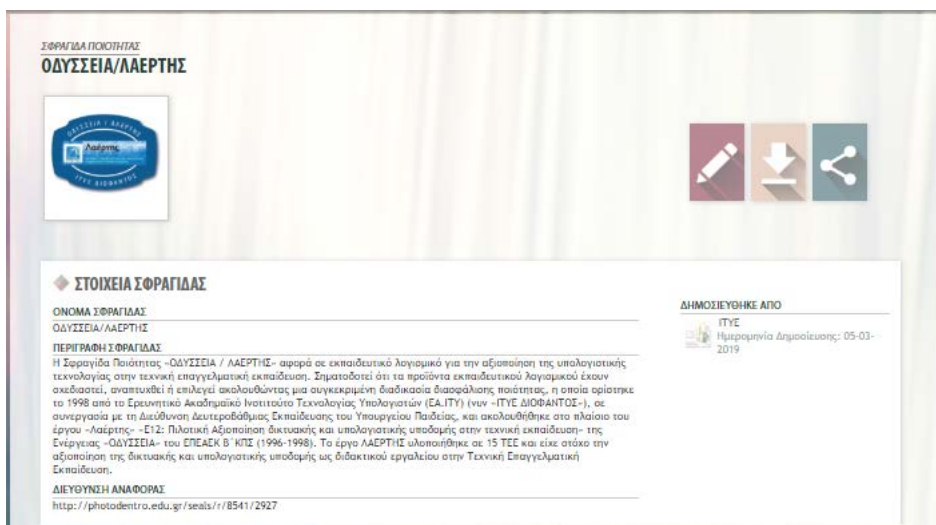 ΣΦΡΑΓΙΔΑ ΠΟΙΟΤΗΤΑΣ
ΟΔΥΣΣΕΙΑ/ΛΑΕΡΤΗΣ
ΟΔΥΣΣΕΙΑ / ΛΑΕΡΤΗΣ
Λαέρτης
ΙΤΥΕ ΔΙΟΦΑΝΤΟΣ
ΣΤΟΙΧΕΙΑ ΣΦΡΑΓΙΔΑΣ
ΟΝΟΜΑ ΣΦΡΑΓΙΔΑΣ
ΟΔΥΣΣΕΙΑ/ΛΑΕΡΤΗΣ
ΠΕΡΙΓΡΑΦΗ ΣΦΡΑΓΙΔΑΣ
Η Σφραγίδα Ποιότητας «ΟΔΥΣΣΕΙΑ / ΛΑΕΡΤΗΣ» αφορά σε εκπαιδευτικό λογισμικό για την αξιοποίηση της υπολογιστικής
τεχνολογίας στην τεχνική επαγγελματική εκπαίδευση. Σηματοδοτεί ότι τα προϊόντα εκπαιδευτικού λογισμικού έχουν
σχεδιαστεί, αναπτυχθεί ή επιλεγεί ακολουθώντας μια συγκεκριμένη διαδικασία διασφάλισης ποιότητας, η οποία ορίστηκε
το 1998 από το Ερευνητικό Ακαδημαϊκό Ινστιτούτο Τεχνολογίας Υπολογιστών (ΕΑ.ΙΤΥ) (νυν «ΙΤΥΕ ΔΙΟΦΑΝΤΟΣ»), σε
συνεργασία με τη Διεύθυνση Δευτεροβάθμιας Εκπαίδευσης του Υπουργείου Παιδείας, και ακολουθήθηκε στο πλαίσιο του
έργου «Λαέρτης» «Ε12: Πιλοτική Αξιοποίηση δικτυακής και υπολογιστικής υποδομής στην τεχνική εκπαίδευση» της
Ενέργειας «ΟΔΥΣΣΕΙΑ» του ΕΠΕΑΕΚ Β΄ΚΠΣ (1996-1998). Το έργο ΛΑΕΡΤΗΣ υλοποιήθηκε σε 15 ΤΕΕ και είχε στόχο την
αξιοποίηση της δικτυακής και υπολογιστικής υποδομής ως διδακτικού εργαλείου στην Τεχνική Επαγγελματική
Εκπαίδευση.
ΔΙΕΥΘΥΝΣΗ ΑΝΑΦΟΡΑΣ
http://photodentro.edu.gr/seals/r/8541/2927
ΔΗΜΟΣΙΕΥΘΗΚΕ ΑΠΟ
ΙΤΥΕ
Ημερομηνία Δημοσίευσης: 05-03-
2019